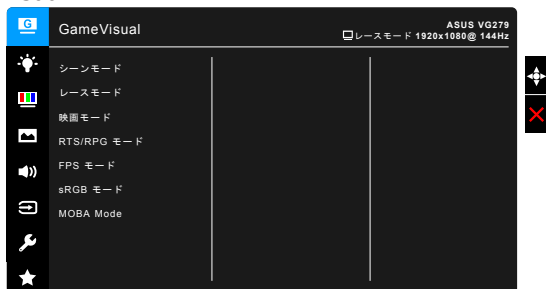 G
GameVisual
ASUS VG279
レースモード 1920x1080@ 144Hz
シーンモード
レースモード
映画モード
RTS/RPG モード
FPS モード
sRGB モード
MOBA Mode